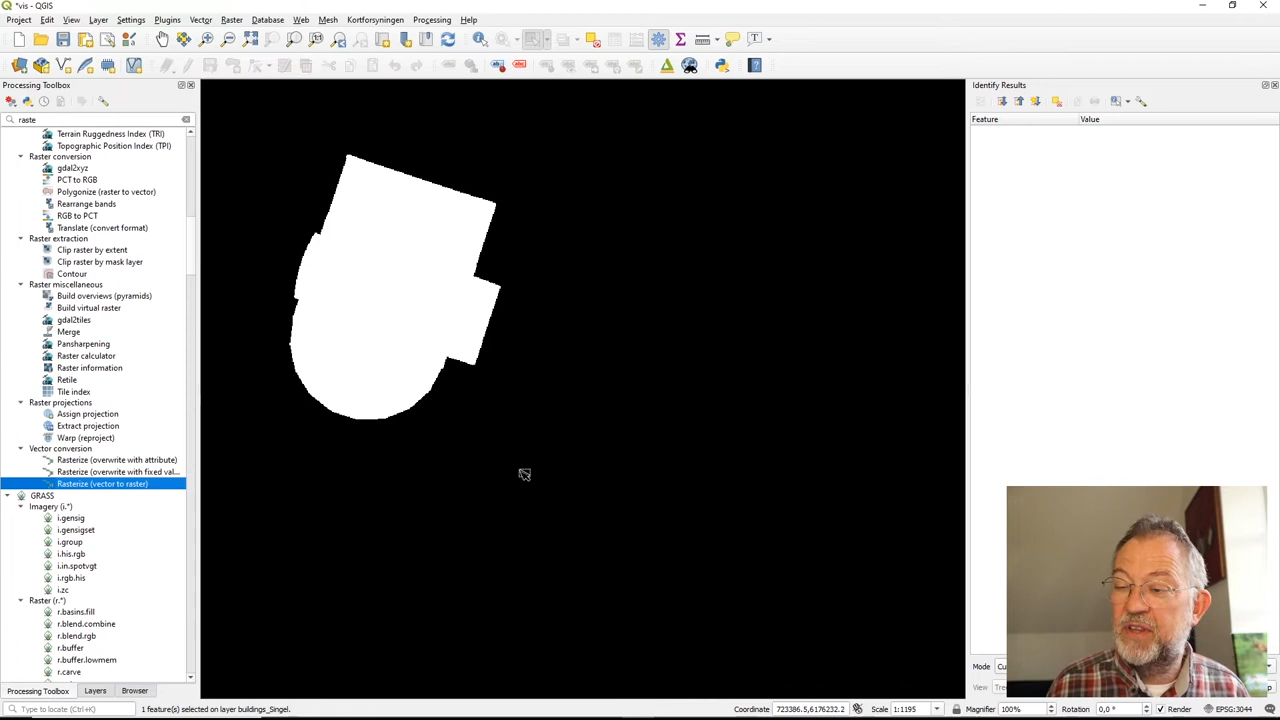 *vis - QGIS
Project Edit View Layer Settings Plugins Vector Raster Database Web Mesh Kortforsyningen Processing Help
Processing Toolbox
raste
Terrain Ruggedness Index (TRI)
Topographic Position Index (TPI)
Raster conversion
gdal2xyz
PCT to RGB
Polygonize (raster to vector)
Rearrange bands
RGB to PCT
Translate (convert format)
Raster extraction
Clip raster by extent
Clip raster by mask layer
Contour
Raster miscellaneous
Build overviews (pyramids)
Build virtual raster
gdal2tiles
Merge
Pansharpening
Raster calculator
Raster information
Retile
Tile index
Raster projections
Assign projection
Extract projection
Warp (reproject)
Vector conversion
Rasterize (overwrite with attribute)
Rasterize (overwrite with fixed val...
Rasterize (vector to raster)
GRASS
Imagery (i.*)
i.gensig
i.gensigset
i.group
i.his.rgb
i.in.spotvgt
i.rgb.his
i.zc
Raster (r.*)
r.basins.fill
r.blend.combine
r.blend.rgb
r.buffer
r.buffer.lowmem
r.carve
Processing Toolbox Layers Browser
Identify Results
Feature Value
Mode Cu
View Tree
Type to locate (Ctrl+K) 1 feature(s) selected on layer buildings_Singel. Coordinate 723386.5,6176232.2 Scale 1:1195 Magnifier 100% Rotation 0,0 ° Render EPSG:3044